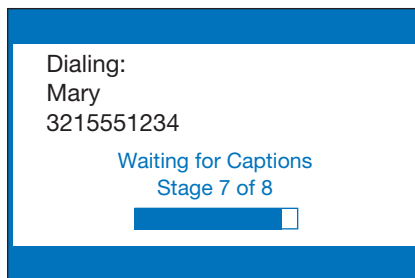 Dialing:
Mary
3215551234
Waiting for Captions
Stage 7 of 8